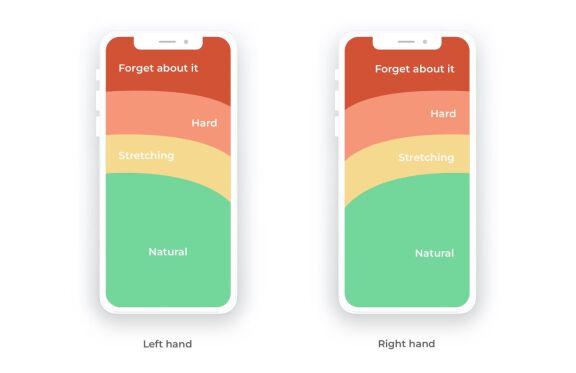 Forget about it
Hard
Stretching
Natural
Left hand
Forget about it
Hard
Stretching
Natural
Right hand